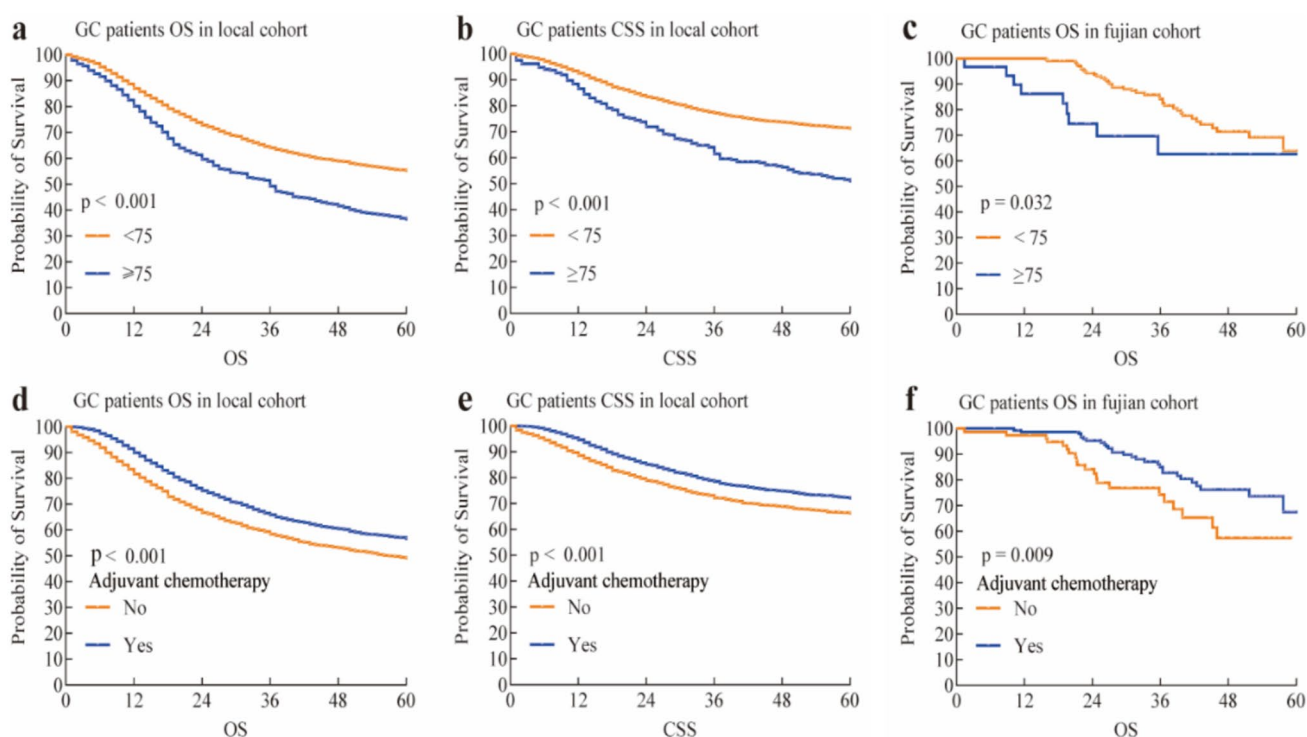 a GC patients OS in local cohort
Probability of Survival
100
90
80
70
60
50
40
30
20
10
0
p < 0.001
<75
⩾75
0 12 24 36 48 60
OS
b GC patients CSS in local cohort
Probability of Survival
100
90
80
70
60
50
40
30
20
10
0
p < 0.001
< 75
≥75
0 12 24 36 48 60
CSS
c GC patients OS in fujian cohort
Probability of Survival
100
90
80
70
60
50
40
30
90
100
0
p = 0.032
< 75
≥75
0 12 24 36 48 60
OS
d GC patients OS in local cohort
Probability of Survival
100
90
80
70
60
50
40
30
20
10
0
p < 0.001
Adjuvant chemotherapy
No
Yes
0 12 24 36 48 60
OS
e GC patients CSS in local cohort
Probability of Survival
100
90
80
70
60
50
40
30
20
10
0
p < 0.001
Adjuvant chemotherapy
No
Yes
0 12 24 36 48 60
CSS
f GC patients OS in fujian cohort
Probability of Survival
100
90
80
70
60
50
40
30
90
100
0
p = 0.009
Adjuvant chemotherapy
No
Yes
0 12 24 36 48 60
OS